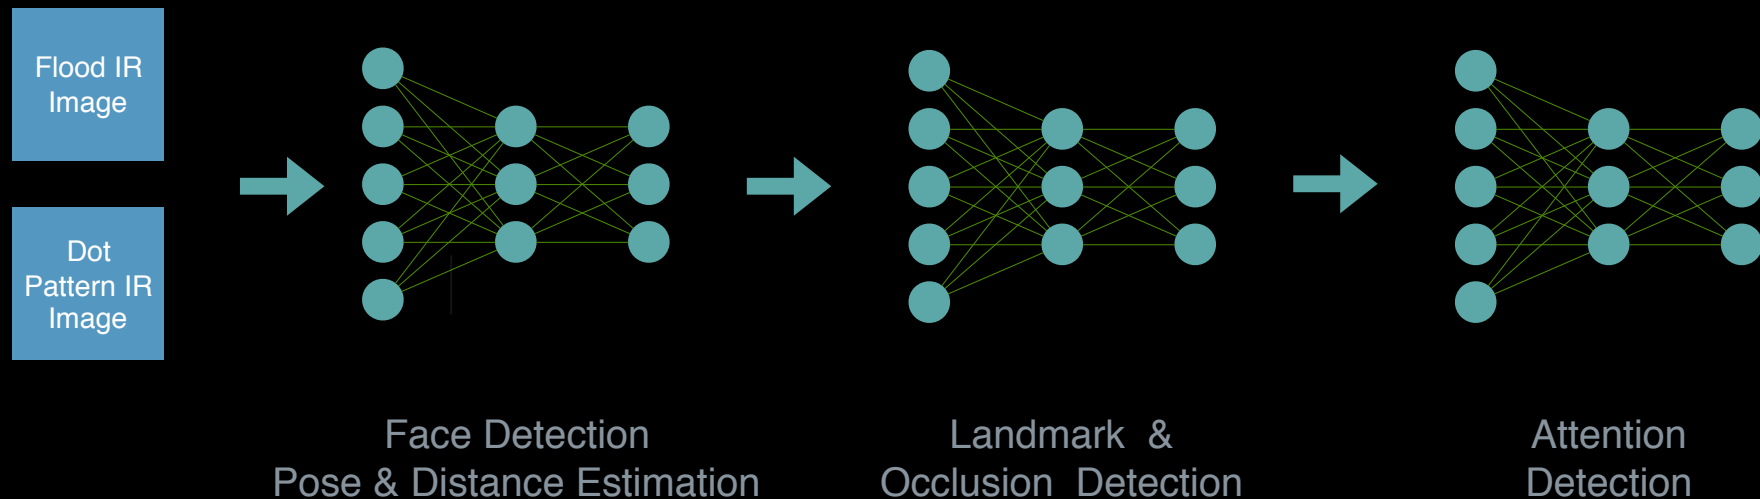 Flood IR
Image
Dot
Pattern IR
Image
Face Detection
Pose & Distance Estimation
Landmark &
Occlusion Detection
Attention
Detection